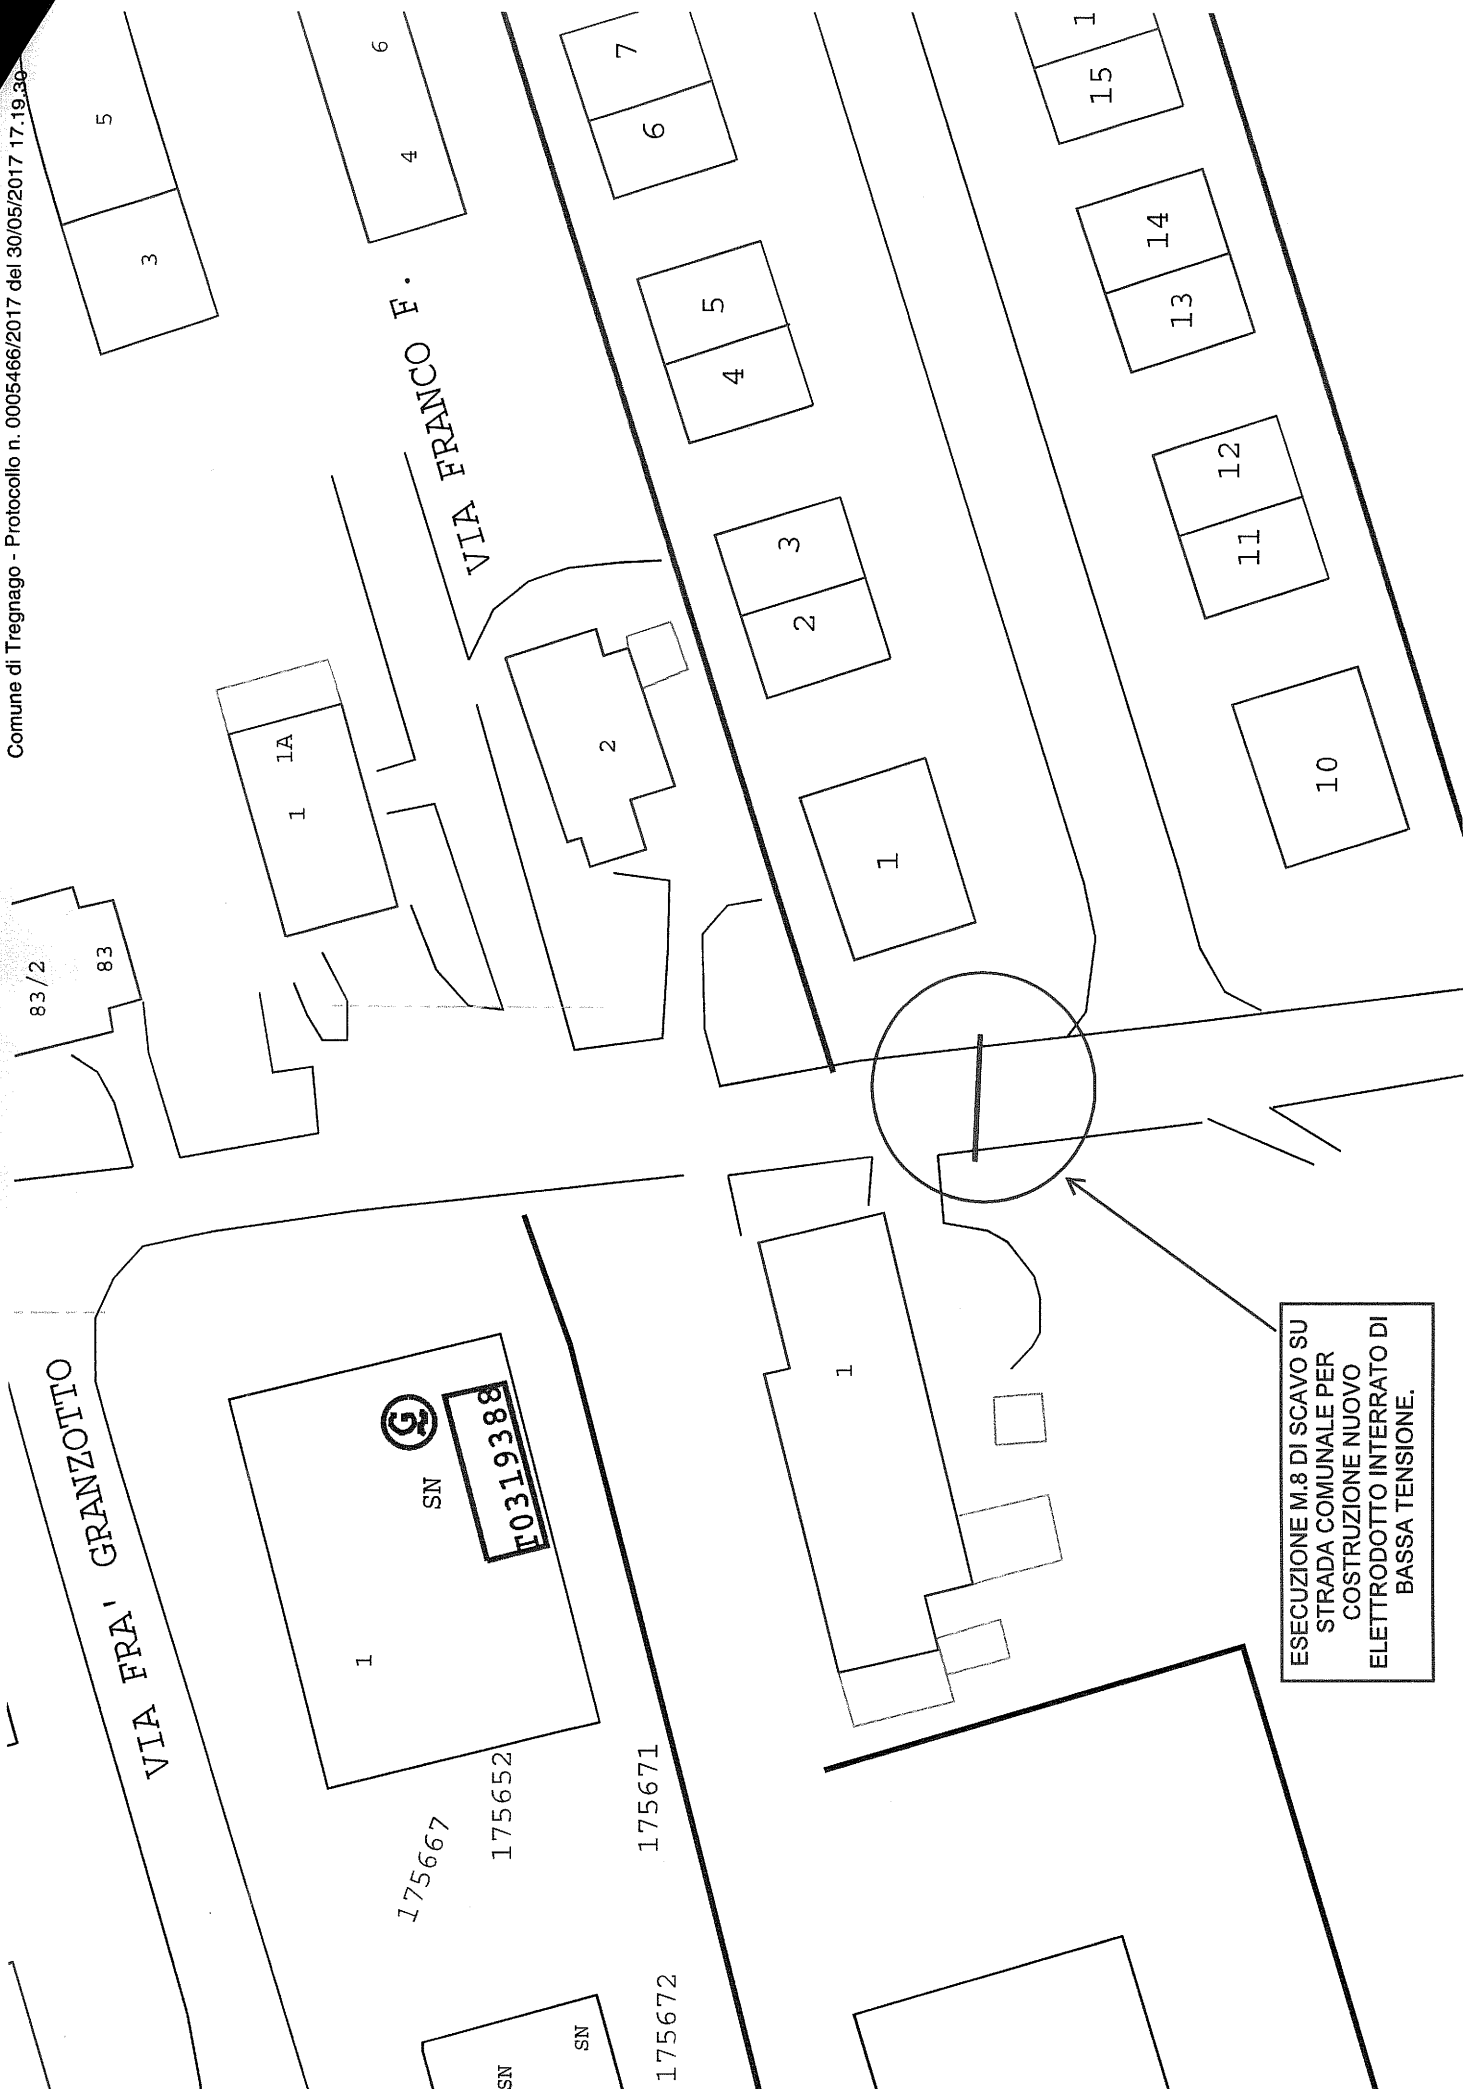 Comune di Tregnago - Protocollo n. 0005466/2017 del 30/05/2017 17.19.30
5
3
6
4
VIA FRANCO F.
7
6
5
4
3
2
1
15
14
13
12
11
10
1A
1
2
83/2
83
VIA FRA' GRANZOTTO
G
SN
T0319388
1
1
175667
175652
175671
175672
SN
SN
ESECUZIONE M.8 DI SCAVO SU
STRADA COMUNALE PER
COSTRUZIONE NUOVO
ELETTRODOTTO INTERRATO DI
BASSA TENSIONE.